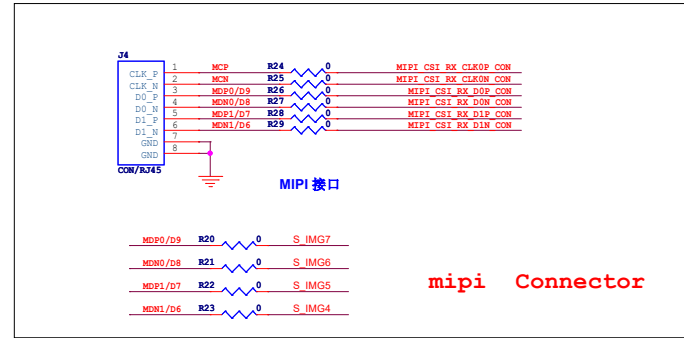 J4
CLK_P 1 MCP R24 0 MIPI_CSI_RX_CLK0P_CON
CLK_N 2 MCN R25 0 MIPI_CSI_RX_CLK0N_CON
D0_P 3 MDP0/D9 R26 0 MIPI_CSI_RX_D0P_CON
D0_N 4 MDN0/D8 R27 0 MIPI_CSI_RX_D0N_CON
D1_P 5 MDP1/D7 R28 0 MIPI_CSI_RX_D1P_CON
D1_N 6 MDN1/D6 R29 0 MIPI_CSI_RX_D1N_CON
GND 7
GND 8
CON/RJ45
MIPI 接口
MDP0/D9 R20 0 S_IMG7
MDN0/D8 R21 0 S_IMG6
MDP1/D7 R22 0 S_IMG5
MDN1/D6 R23 0 S_IMG4
mipi Connector